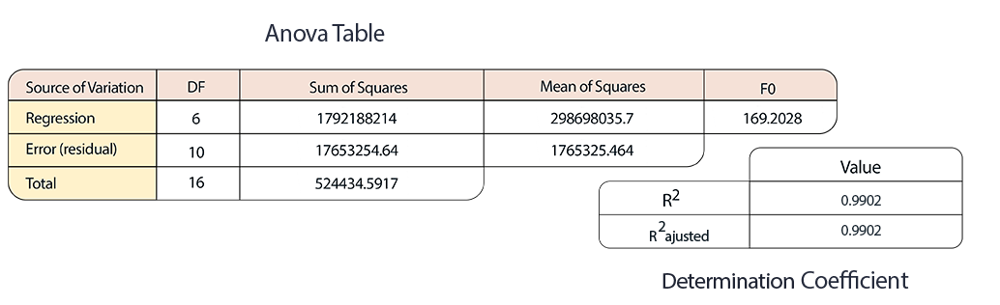 Anova Table
Source of Variation DF Sum of Squares Mean of Squares F0
Regression 6 1792188214 298698035.7 169.2028
Error (residual) 10 17653254.64 1765325.464
Total 16 524434.5917
Value
R² 0.9902
R² ajusted 0.9902
Determination Coefficient